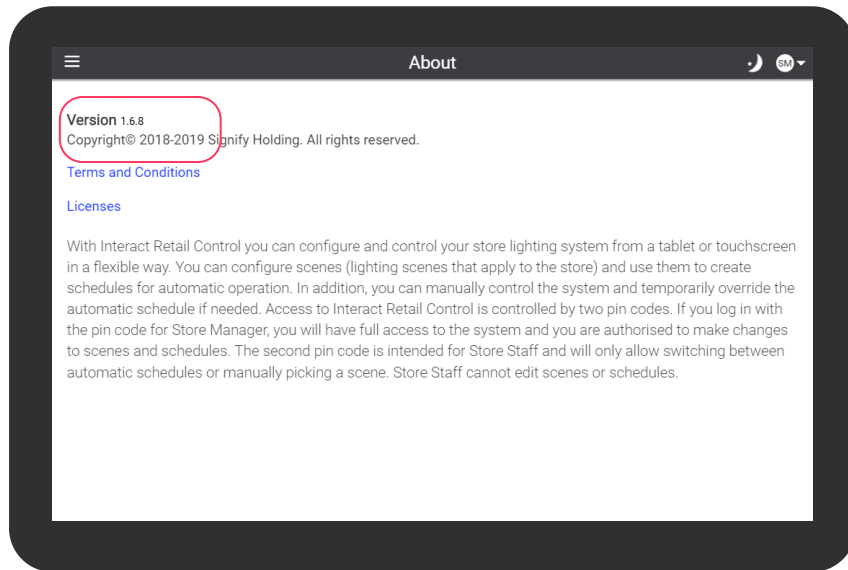 About
SM
Version 1.6.8
Copyright© 2018-2019 Signify Holding. All rights reserved.
Terms and Conditions
Licenses
With Interact Retail Control you can configure and control your store lighting system from a tablet or touchscreen
in a flexible way. You can configure scenes (lighting scenes that apply to the store) and use them to create
schedules for automatic operation. In addition, you can manually control the system and temporarily override the
automatic schedule if needed. Access to Interact Retail Control is controlled by two pin codes. If you log in with
the pin code for Store Manager, you will have full access to the system and you are authorised to make changes
to scenes and schedules. The second pin code is intended for Store Staff and will only allow switching between
automatic schedules or manually picking a scene. Store Staff cannot edit scenes or schedules.